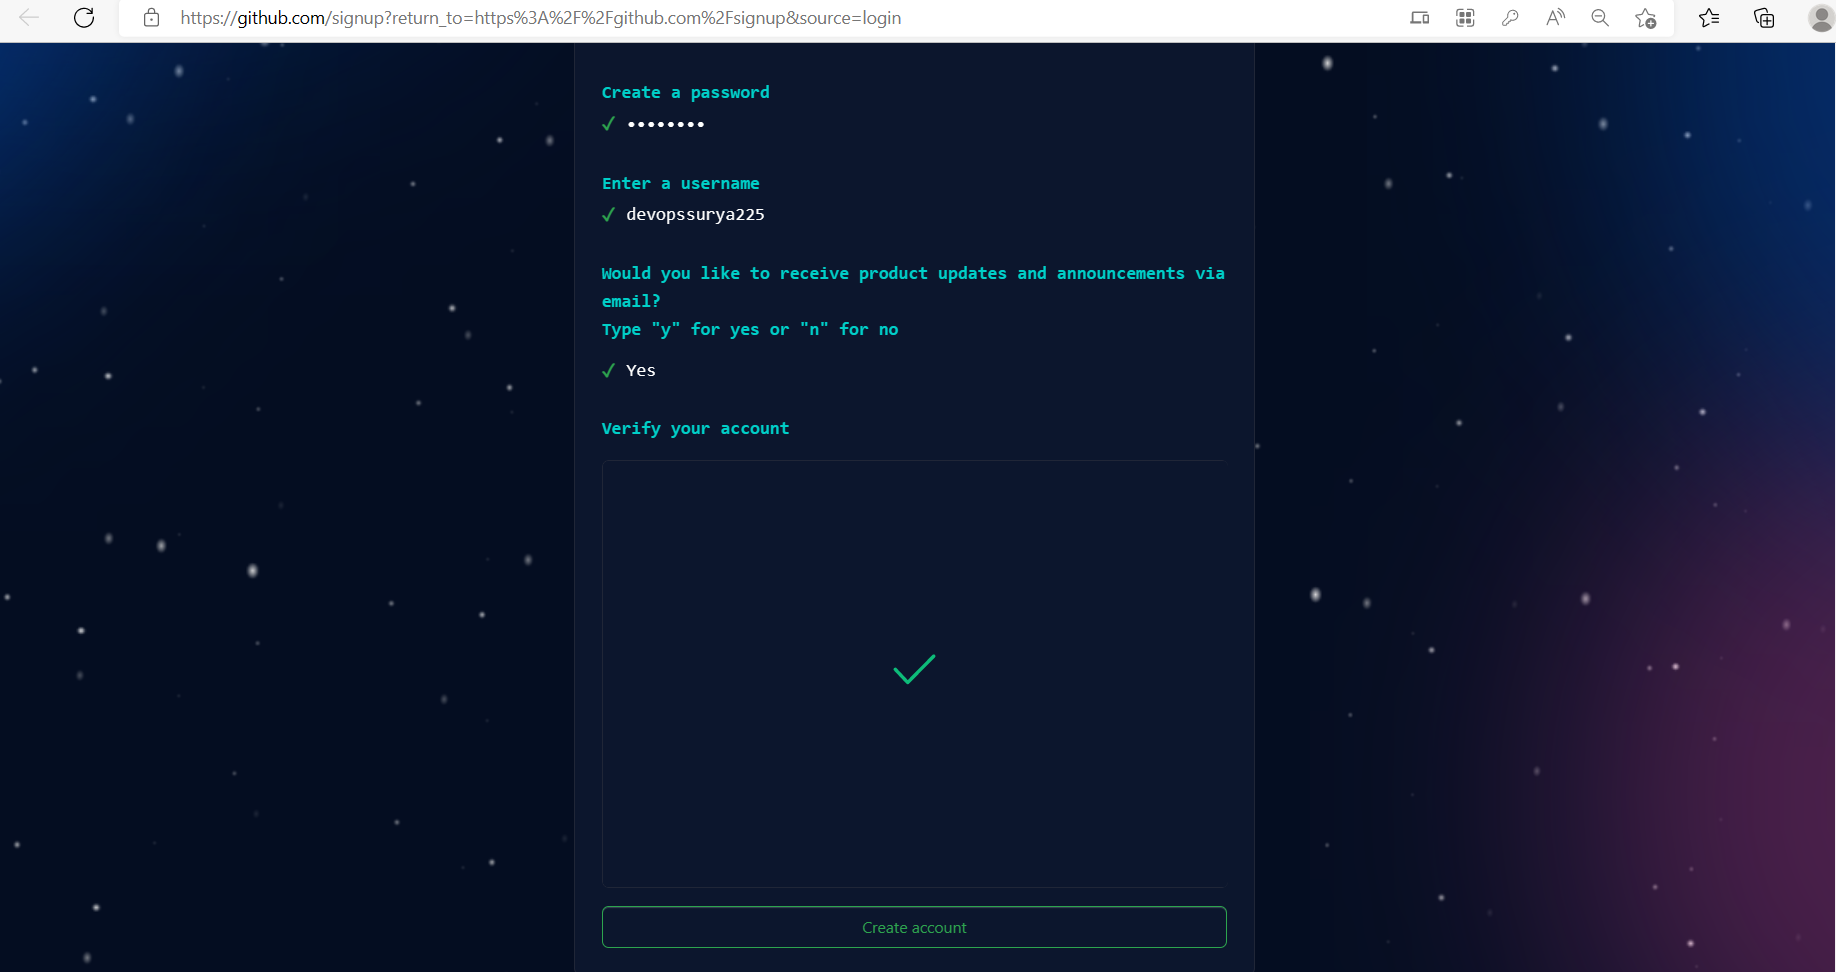 https://github.com/signup?return_to=https%3A%2F%2Fgithub.com%2Fsignup&source=login
Create a password
✓ ••••••••
Enter a username
✓ devopssurya225
Would you like to receive product updates and announcements via
email?
Type "y" for yes or "n" for no
✓ Yes
Verify your account
Create account